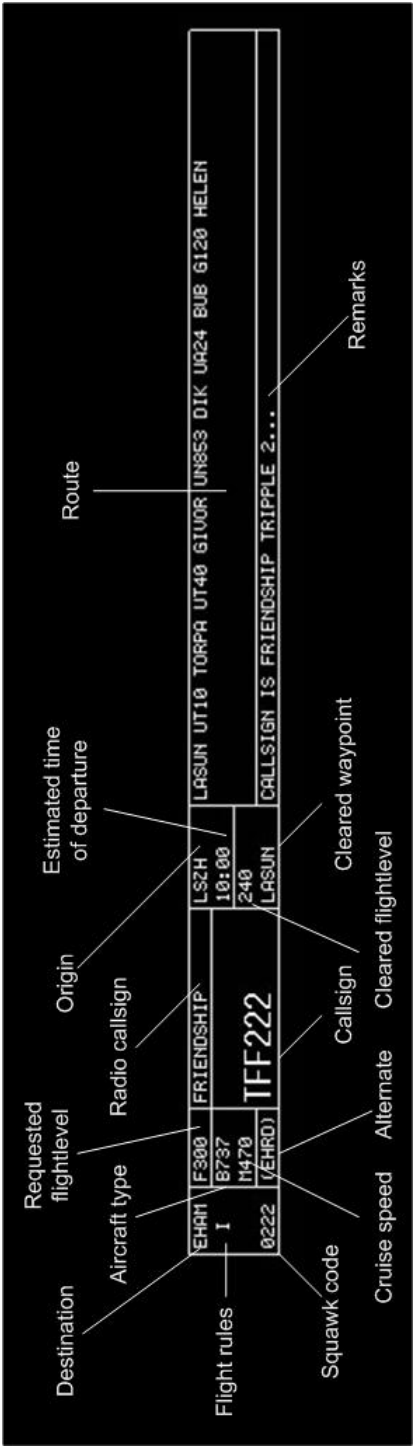 Destination
Requested
flightlevel
Origin
Estimated time
of departure
Route
Aircraft type
Radio callsign
Flight rules
EHAM
F300
FRIENDSHIP
LSZH
LASUN UT10 TORPA UT40 GIVOR UN853 DIK UA24 BUB G120 HELEN
I
B737
10:00
M470
TFF222
240
0222
(/EHRD)
LASUN
CALLSIGN IS FRIENDSHIP TRIPPLE 2...
Remarks
Squawk code
Cruise speed
Alternate
Callsign
Cleared flightlevel
Cleared waypoint